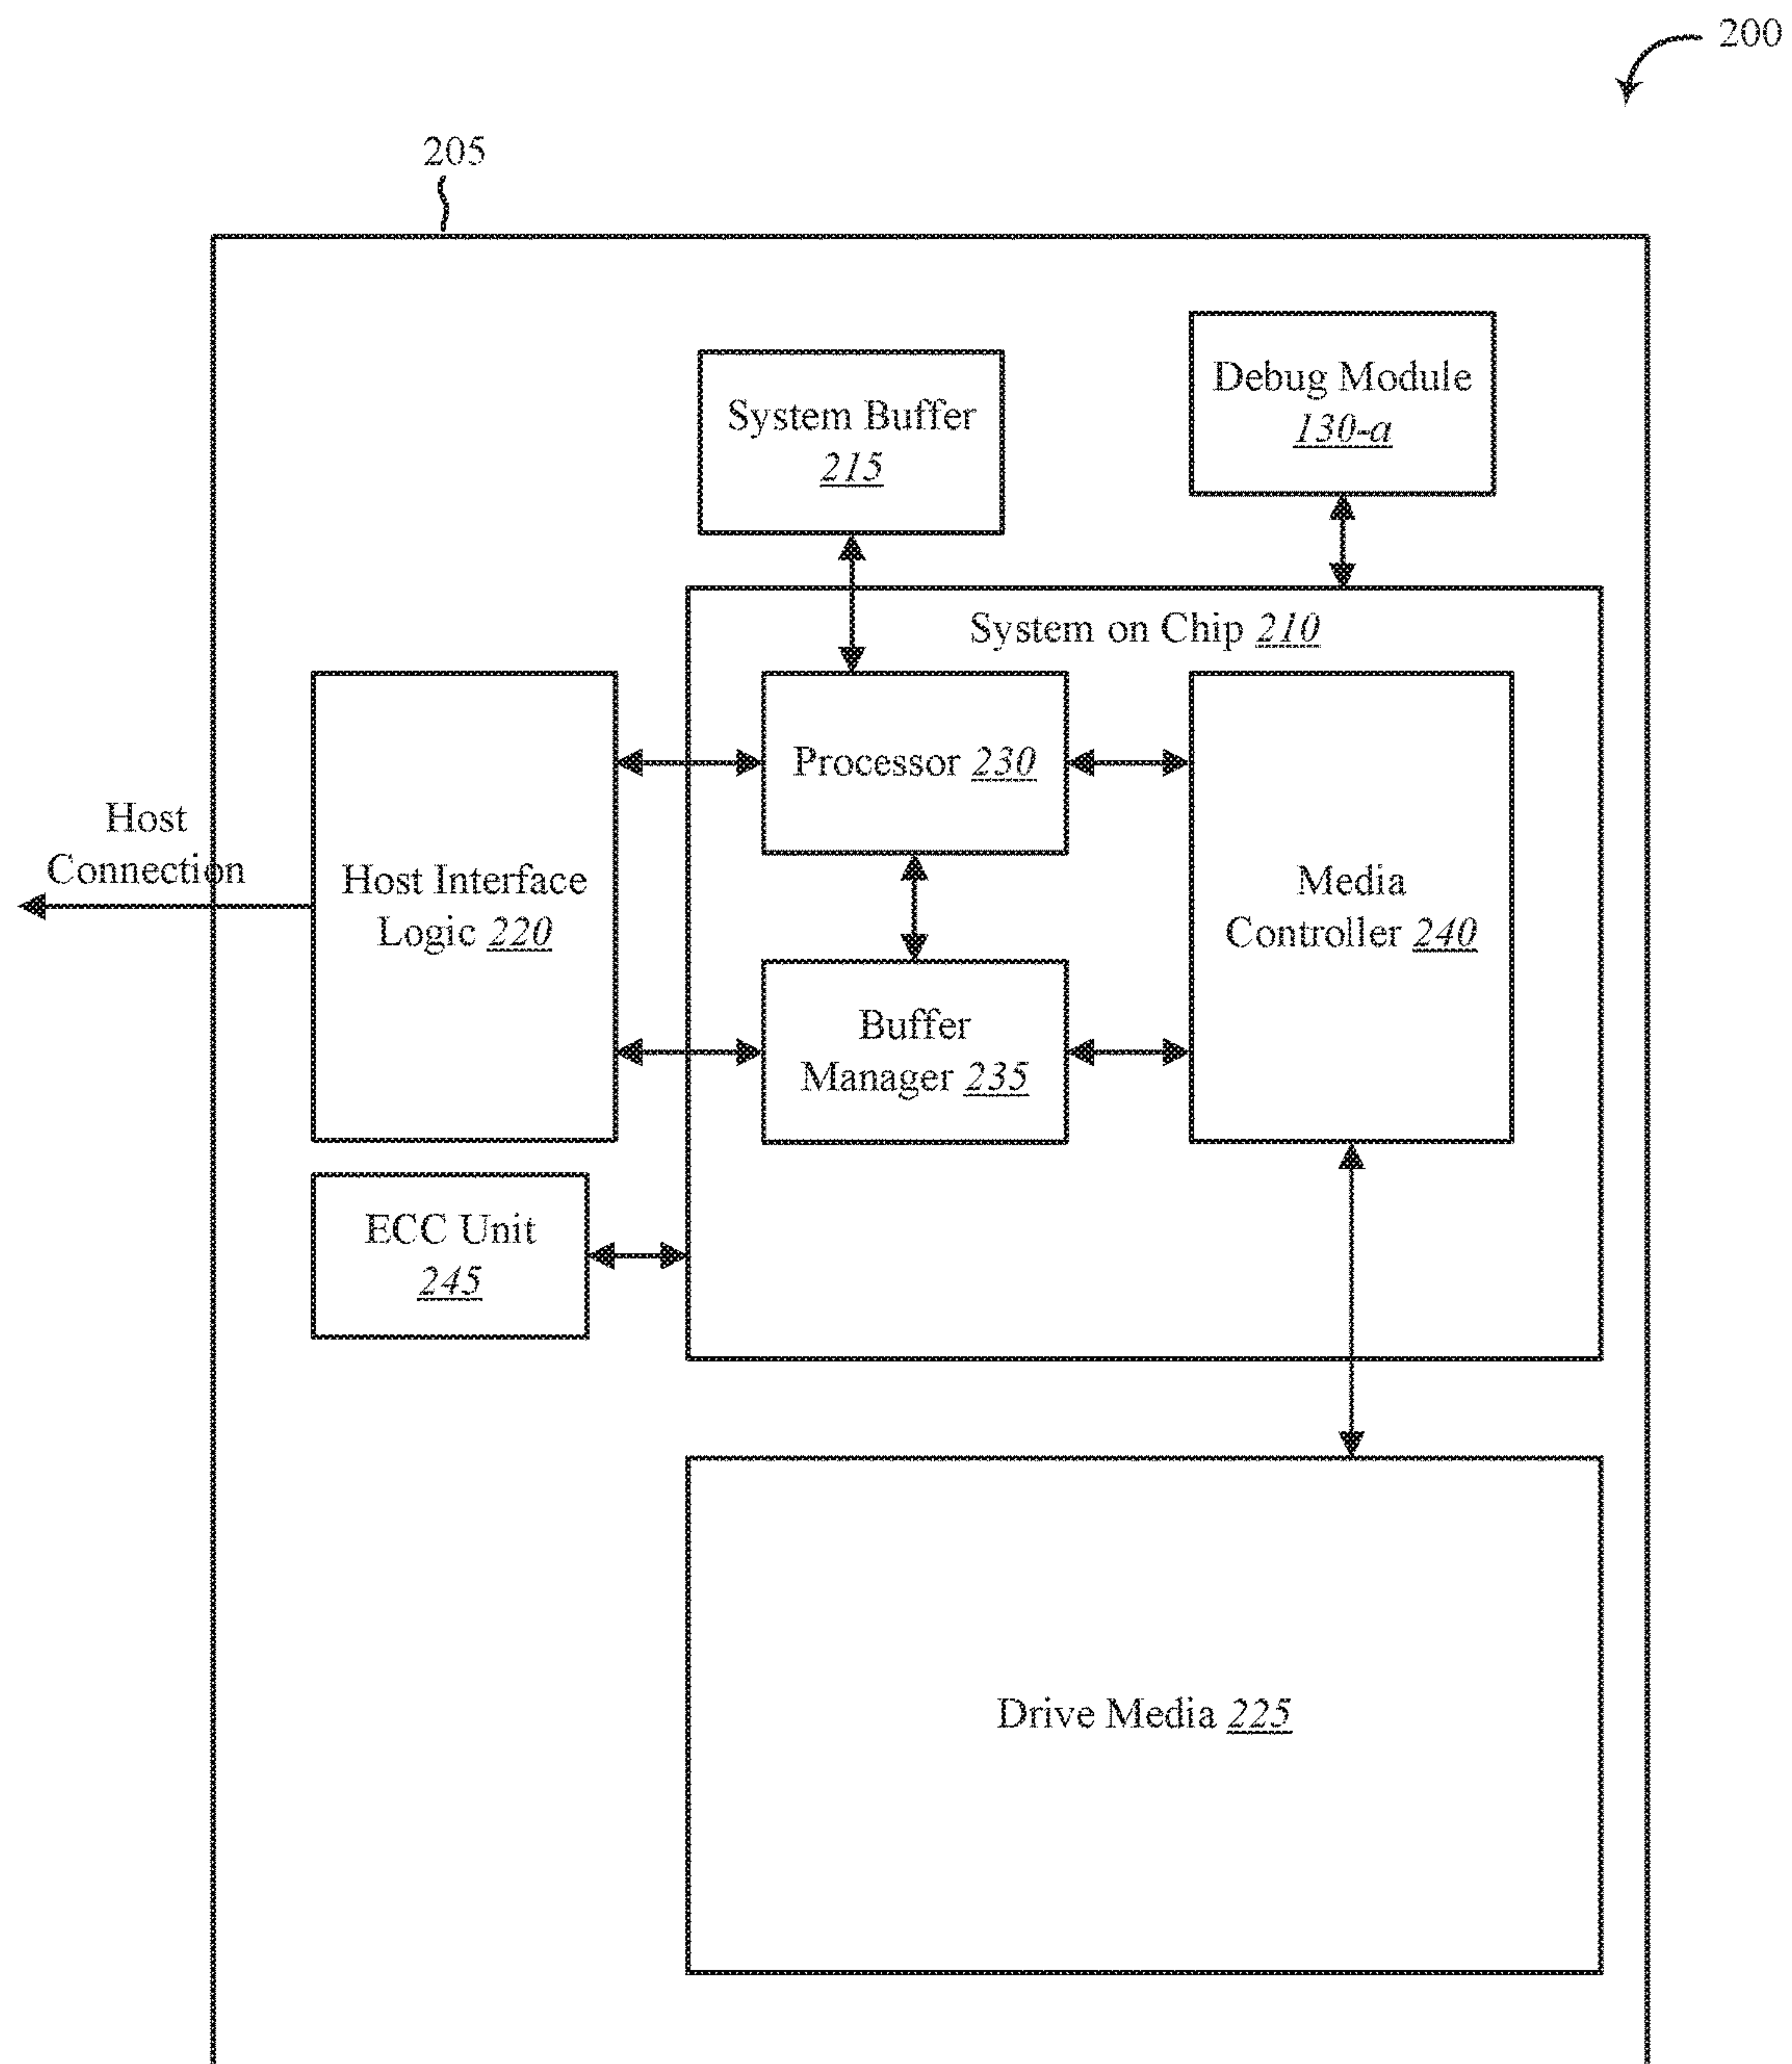 200
205
Debug Module
130-a
System Buffer
215
System on Chip 210
Processor 230
Host
Connection
Host Interface
Logic 220
Media
Controller 240
Buffer
Manager 235
ECC Unit
245
Drive Media 225